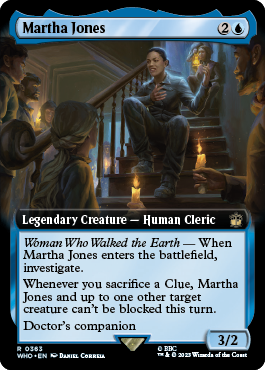 Martha Jones 2
Legendary Creature — Human Cleric
Woman Who Walked the Earth — When
Martha Jones enters the battlefield,
investigate.
Whenever you sacrifice a Clue, Martha
Jones and up to one other target
creature can't be blocked this turn.
Doctor's companion
3/2
R 0363
WHO • EN Daniel Correia
© BBC
™ & © 2023 Wizards of the Coast